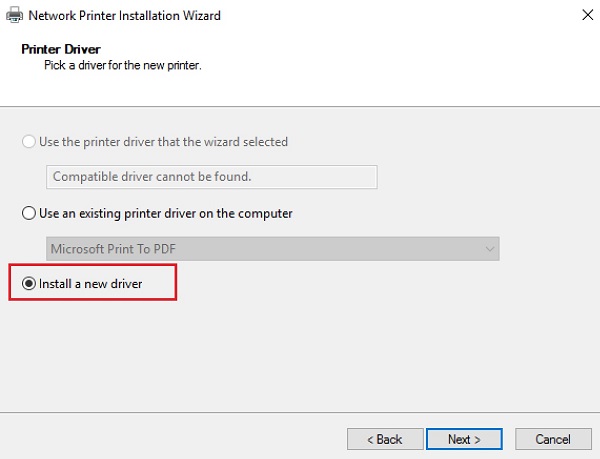 Network Printer Installation Wizard
Printer Driver
Pick a driver for the new printer.
Use the printer driver that the wizard selected
Compatible driver cannot be found.
Use an existing printer driver on the computer
Microsoft Print To PDF
Install a new driver
< Back Next > Cancel